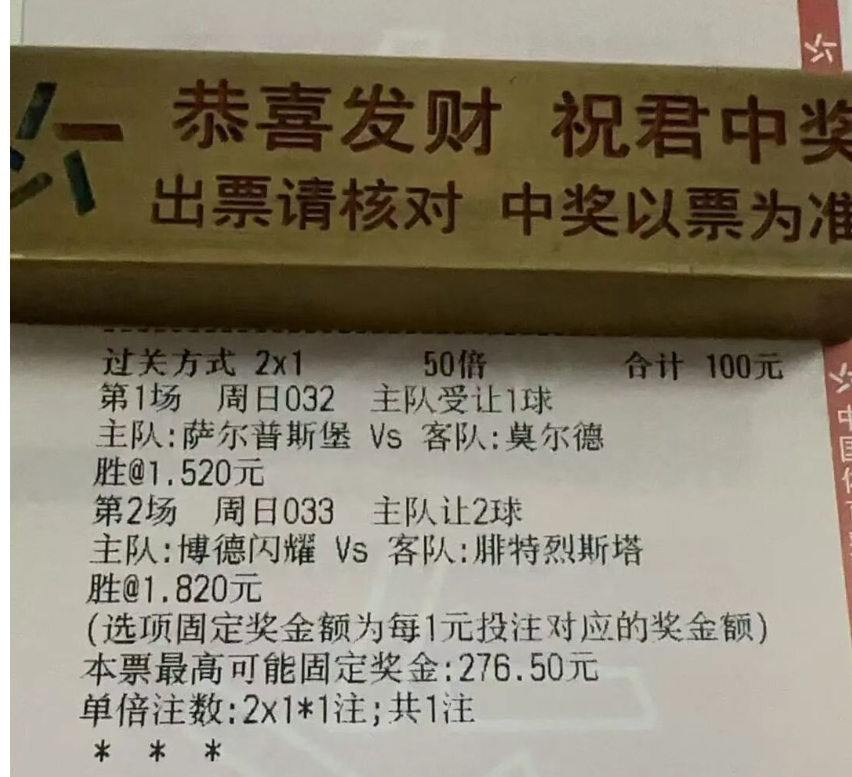 恭喜发财 祝君中奖
出票请核对 中奖以票为准
过关方式 2x1 50倍 合计 100元
第1场 周日032 主队受让1球
主队:萨尔普斯堡 Vs 客队:莫尔德
胜@1.520元
第2场 周日033 主队让2球
主队:博德闪耀 Vs 客队:腓特烈斯塔
胜@1.820元
(选项固定奖金额为每1元投注对应的奖金额)
本票最高可能固定奖金:276.50元
单倍注数:2x1*1注;共1注
* * *
中国体